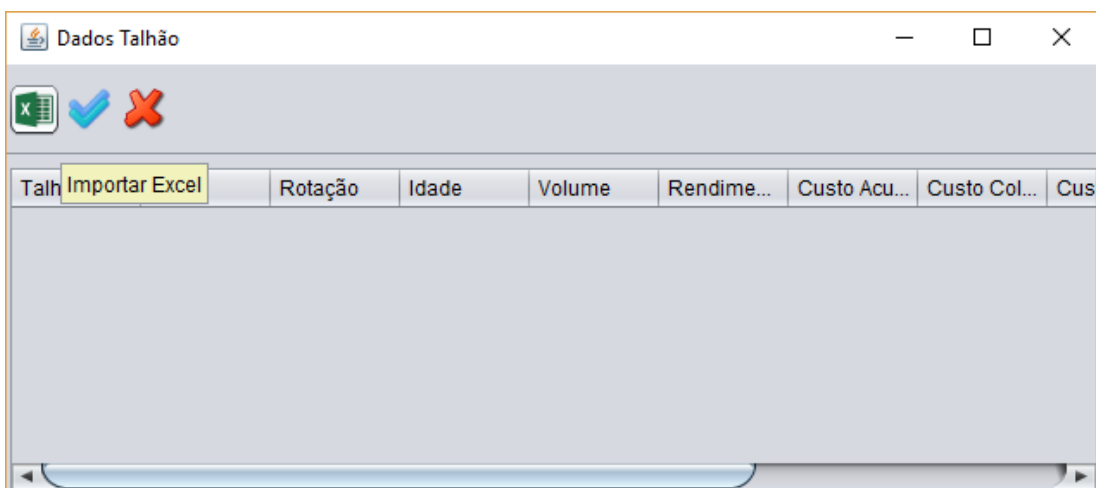 Dados Talhão
Talh Importar Excel Rotação Idade Volume Rendime... Custo Acu... Custo Col... Cus